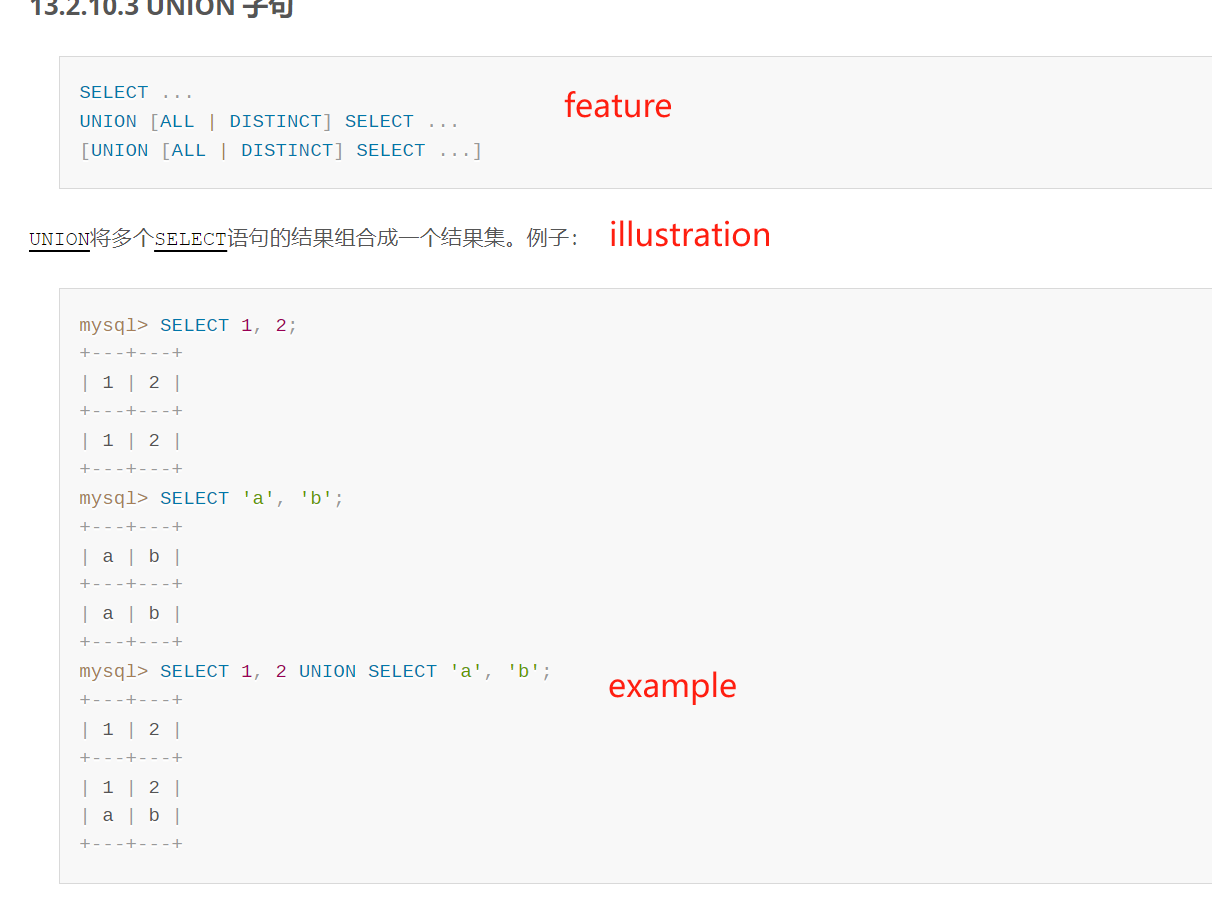 13.2.10.3 UNION 子句
SELECT ...
feature
UNION [ALL | DISTINCT] SELECT ...
[UNION [ALL | DISTINCT] SELECT ...]
UNION将多个SELECT语句的结果组合成一个结果集。例子：
illustration
mysql> SELECT 1, 2;
+---+---+
| 1 | 2 |
+---+---+
| 1 | 2 |
+---+---+
mysql> SELECT 'a', 'b';
+---+---+
| a | b |
+---+---+
| a | b |
+---+---+
mysql> SELECT 1, 2 UNION SELECT 'a', 'b';
example
+---+---+
| 1 | 2 |
+---+---+
| 1 | 2 |
| a | b |
+---+---+